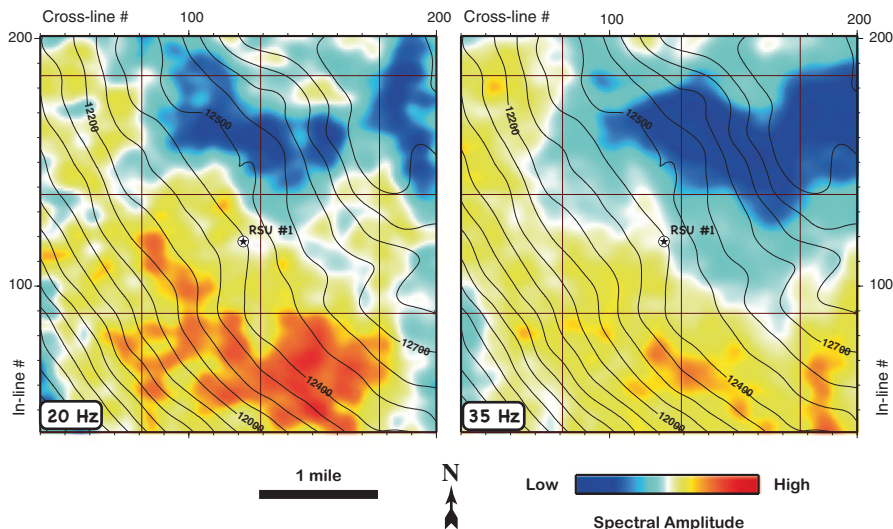 Cross-line #
100
200
Cross-line #
100
200
200
100
In-line #
12200
12500
RSU #1
12700
12400
12000
20 Hz
200
100
In-line #
12200
12500
RSU #1
12700
12400
12000
35 Hz
1 mile
N
Low
High
Spectral Amplitude